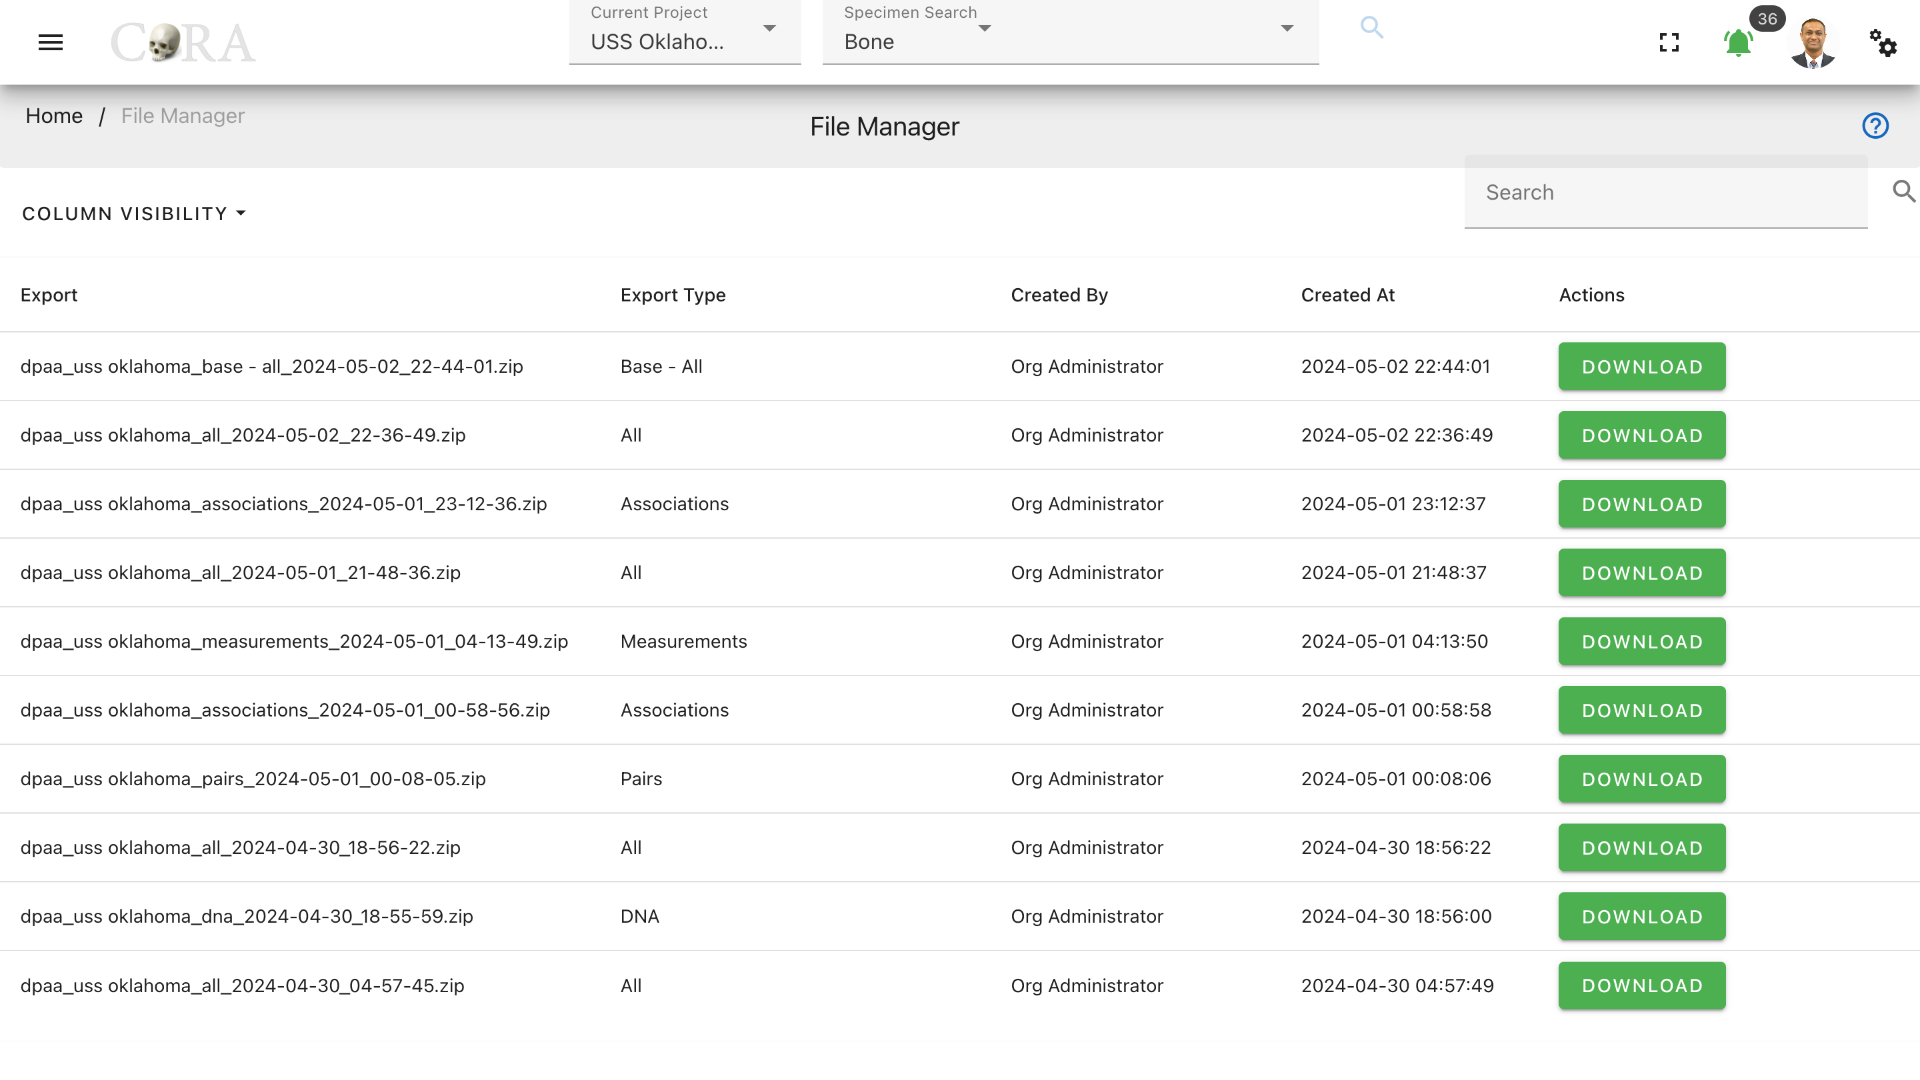 CORA
Current Project
USS Oklaho...
Specimen Search
Bone
36
Home / File Manager
File Manager
COLUMN VISIBILITY
Search
Export Export Type Created By Created At Actions
dpaa_uss oklahoma_base - all_2024-05-02_22-44-01.zip Base - All Org Administrator 2024-05-02 22:44:01 DOWNLOAD
dpaa_uss oklahoma_all_2024-05-02_22-36-49.zip All Org Administrator 2024-05-02 22:36:49 DOWNLOAD
dpaa_uss oklahoma_associations_2024-05-01_23-12-36.zip Associations Org Administrator 2024-05-01 23:12:37 DOWNLOAD
dpaa_uss oklahoma_all_2024-05-01_21-48-36.zip All Org Administrator 2024-05-01 21:48:37 DOWNLOAD
dpaa_uss oklahoma_measurements_2024-05-01_04-13-49.zip Measurements Org Administrator 2024-05-01 04:13:50 DOWNLOAD
dpaa_uss oklahoma_associations_2024-05-01_00-58-56.zip Associations Org Administrator 2024-05-01 00:58:58 DOWNLOAD
dpaa_uss oklahoma_pairs_2024-05-01_00-08-05.zip Pairs Org Administrator 2024-05-01 00:08:06 DOWNLOAD
dpaa_uss oklahoma_all_2024-04-30_18-56-22.zip All Org Administrator 2024-04-30 18:56:22 DOWNLOAD
dpaa_uss oklahoma_dna_2024-04-30_18-55-59.zip DNA Org Administrator 2024-04-30 18:56:00 DOWNLOAD
dpaa_uss oklahoma_all_2024-04-30_04-57-45.zip All Org Administrator 2024-04-30 04:57:49 DOWNLOAD